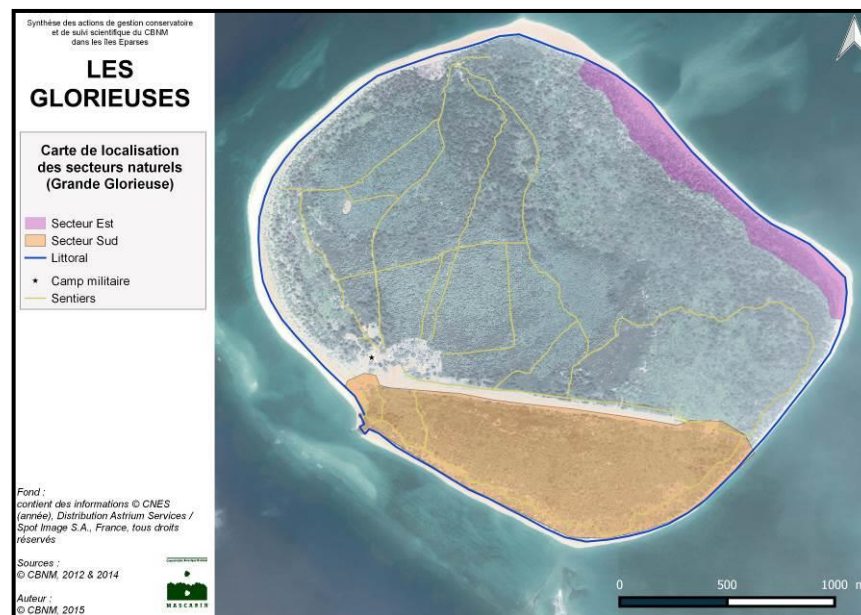 Synthèse des actions de gestion conservatoire
et de suivi scientifique du CBNM
dans les îles Eparses
LES
GLORIEUSES
Carte de localisation
des secteurs naturels
(Grande Glorieuse)
Secteur Est
Secteur Sud
Littoral
Camp militaire
Sentiers
Fond :
contient des informations © CNES
(année), Distribution Astrium Services /
Spot Image S.A., France, tous droits
réservés
Sources :
© CBNM, 2012 & 2014
Auteur :
© CBNM, 2015
MASCARIN
0 500 1000 m